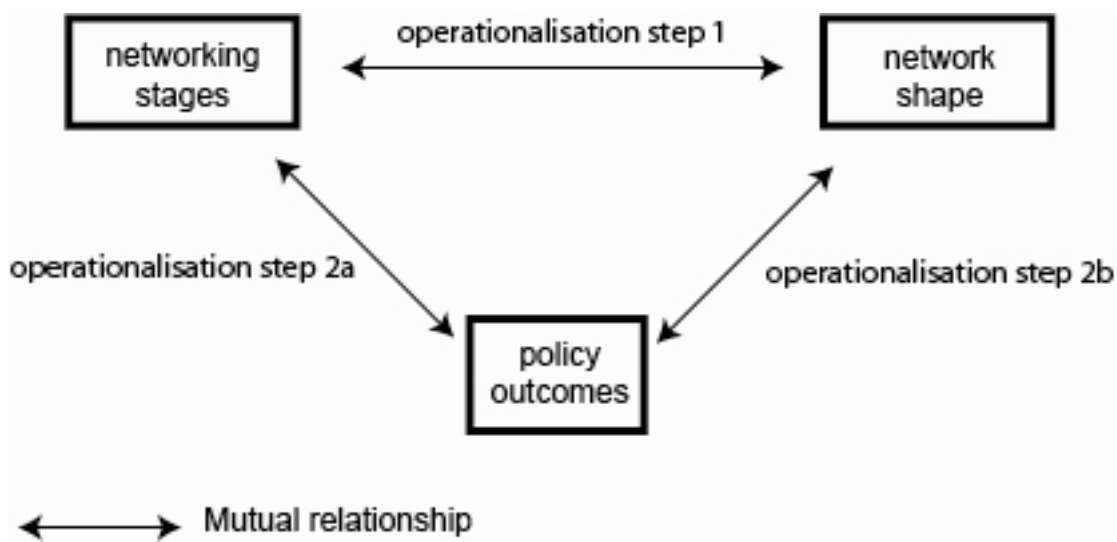 operationalisation step 1
networking
stages
network
shape
operationalisation step 2a
operationalisation step 2b
policy
outcomes
Mutual relationship